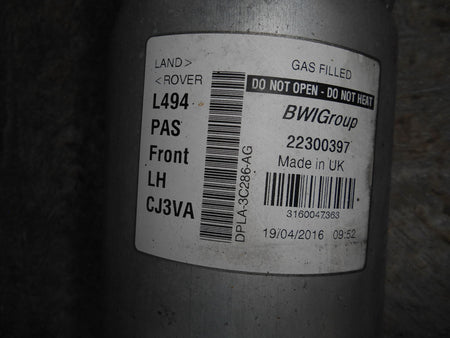 LAND>
<ROVER
L494
PAS
Front
LH
CJ3VA
DPLA-3C286-AG
GAS FILLED
DO NOT OPEN - DO NOT HEAT
BWIGroup
22300397
Made in UK
3160047363
19/04/2016 09:52